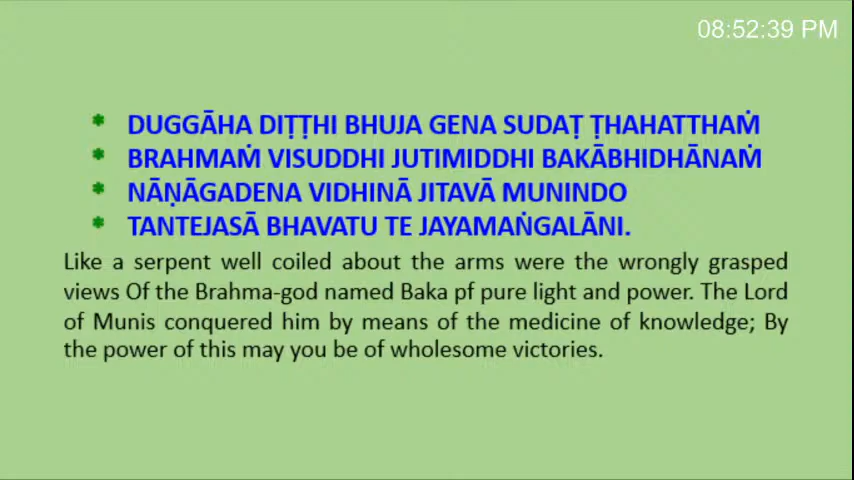 08:52:39 PM
* DUGGĀHA DIṬṬHI BHUJA GENA SUDAṬ ṬHAHATTHAṀ
* BRAHMAṀ VISUDDHI JUTIMIDDHI BAKĀBHIDHĀNAṀ
* NĀṆĀGADENA VIDHINĀ JITAVĀ MUNINDO
* TANTEJASĀ BHAVATU TE JAYAMAṄGALĀNI.
Like a serpent well coiled about the arms were the wrongly grasped
views Of the Brahma-god named Baka pf pure light and power. The Lord
of Munis conquered him by means of the medicine of knowledge; By
the power of this may you be of wholesome victories.